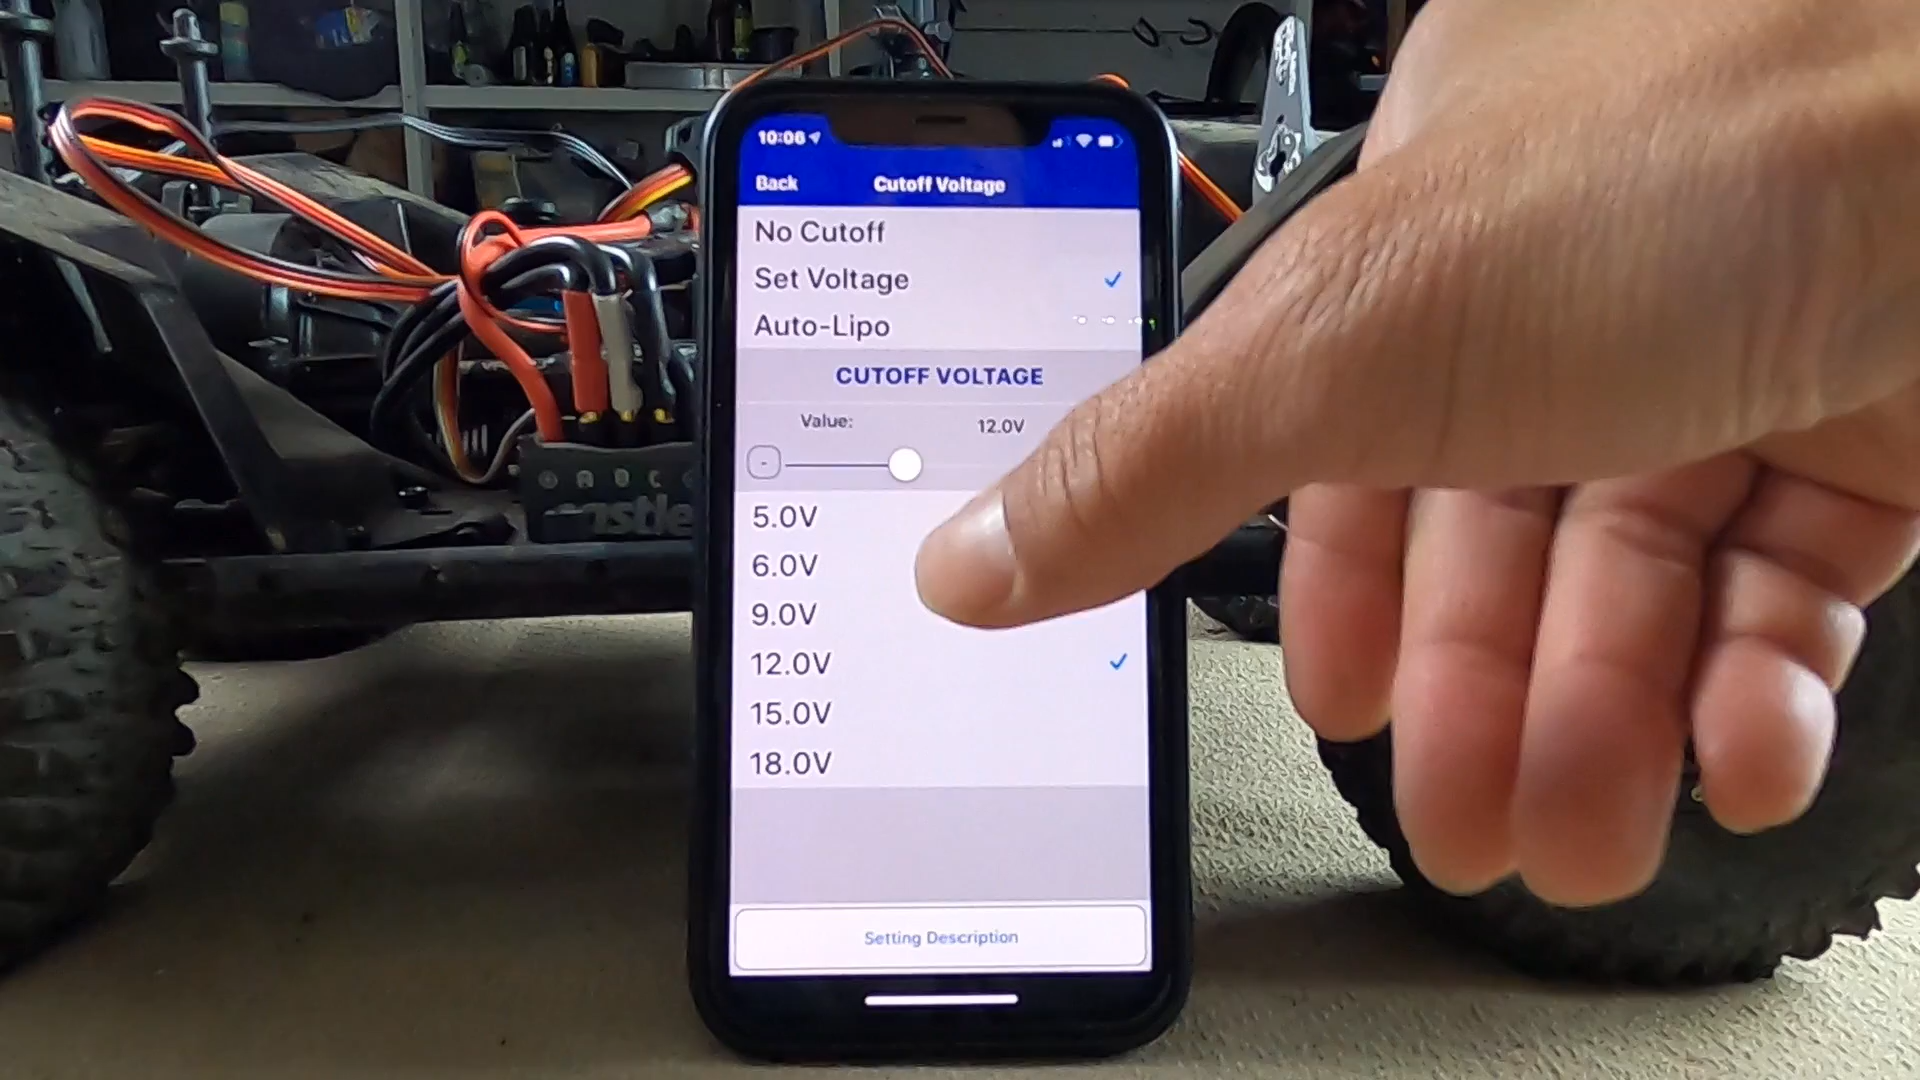 10:06
Back
Cutoff Voltage
No Cutoff
Set Voltage
Auto-Lipo
CUTOFF VOLTAGE
Value:
12.0V
-
5.0V
6.0V
9.0V
12.0V
15.0V
18.0V
Setting Description
A B C